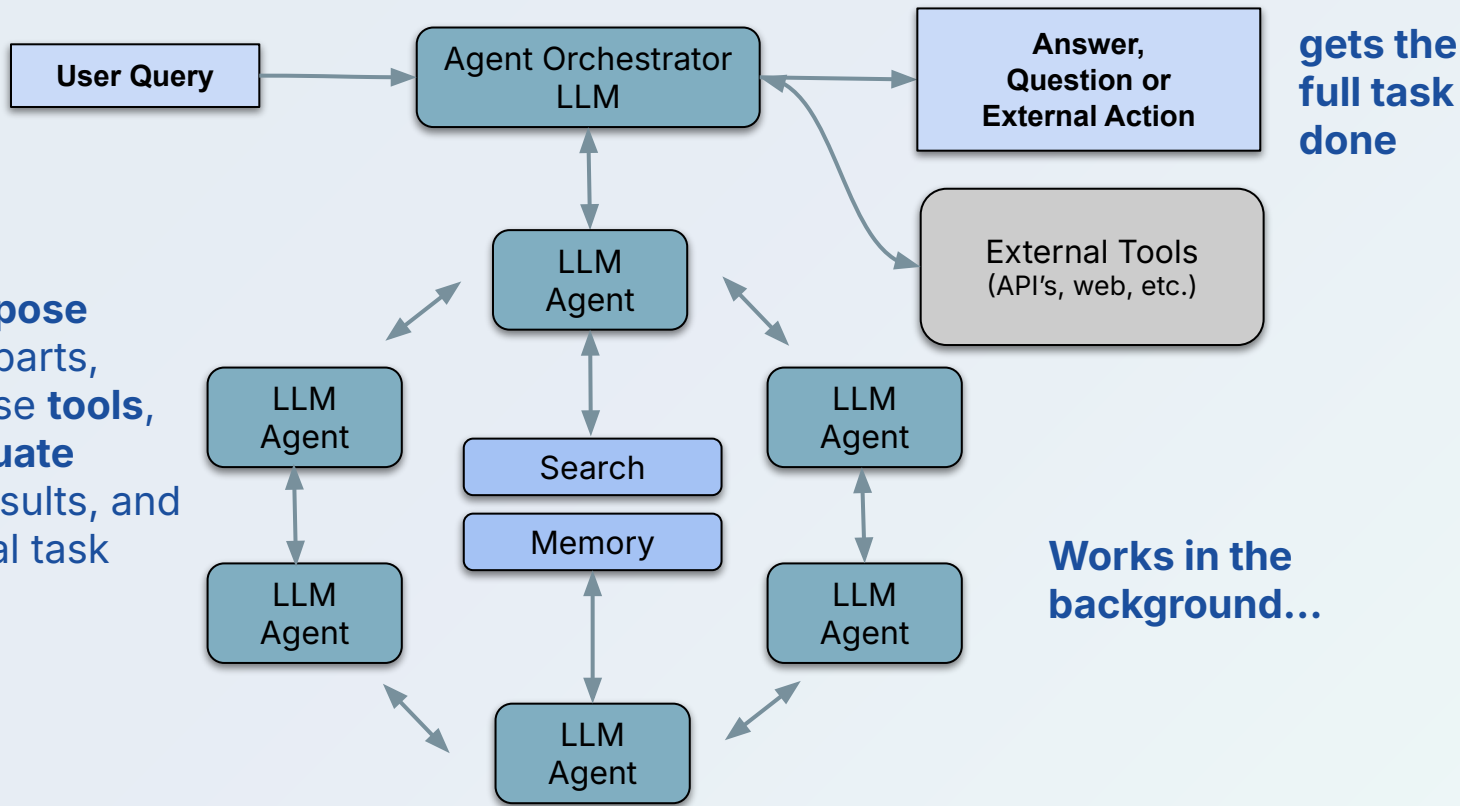 User Query
Agent Orchestrator
LLM
Answer,
Question or
External Action
gets the
full task
done
External Tools
(API's, web, etc.)
LLM
Agent
pose
parts,
se tools,
uate
sults, and
al task
LLM
Agent
Search
Memory
LLM
Agent
LLM
Agent
LLM
Agent
Works in the
background...
LLM
Agent